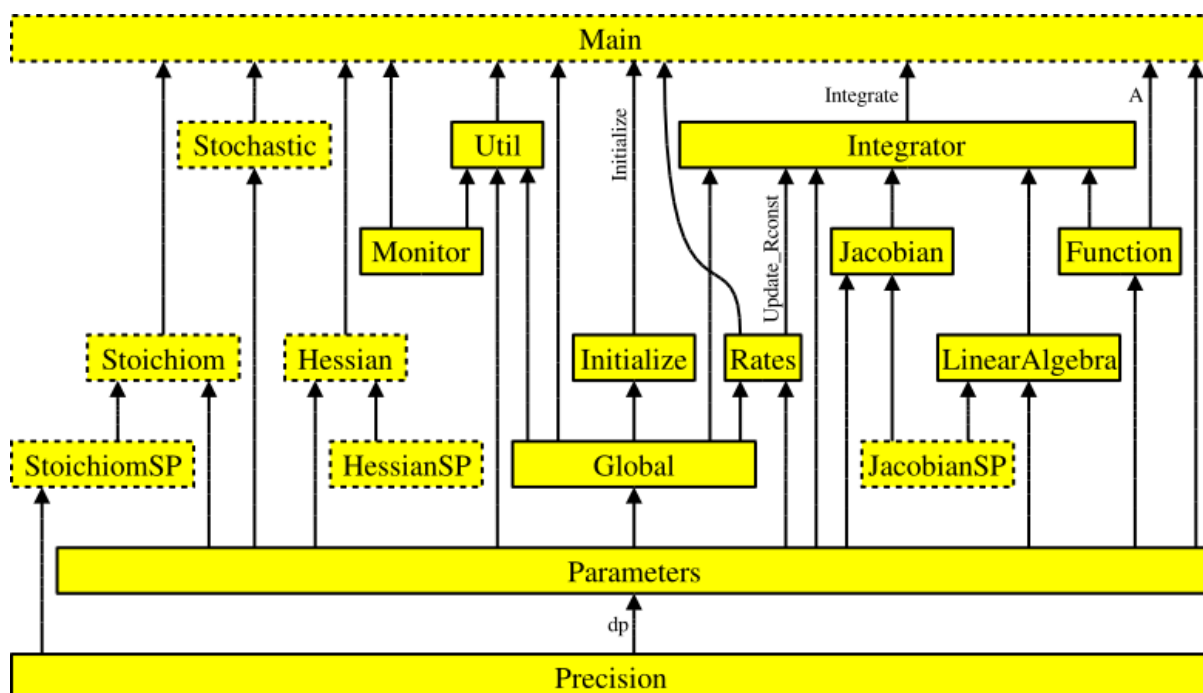 Main
Integrate
A
Stochastic
Util
Initialize
Integrator
Monitor
Update_Rconst
Jacobian
Function
Stoichiom
Hessian
Initialize
Rates
LinearAlgebra
StoichiomSP
HessianSP
Global
JacobianSP
Parameters
dp
Precision